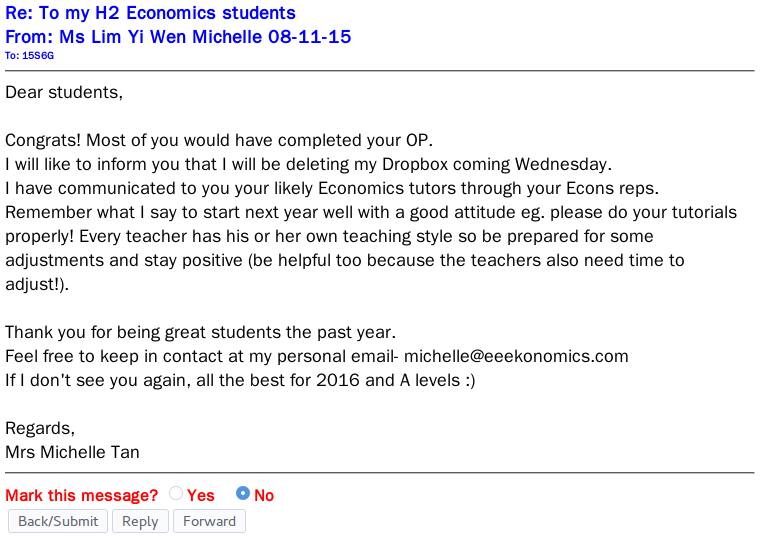 Re: To my H2 Economics students
From: Ms Lim Yi Wen Michelle 08-11-15
To: 15S6G
Dear students,
Congrats! Most of you would have completed your OP.
I will like to inform you that I will be deleting my Dropbox coming Wednesday.
I have communicated to you your likely Economics tutors through your Econs reps.
Remember what I say to start next year well with a good attitude eg. please do your tutorials
properly! Every teacher has his or her own teaching style so be prepared for some
adjustments and stay positive (be helpful too because the teachers also need time to
adjust!).
Thank you for being great students the past year.
Feel free to keep in contact at my personal email- michelle@eeekonomics.com
If I don't see you again, all the best for 2016 and A levels :)
Regards,
Mrs Michelle Tan
Mark this message? Yes No
Back/Submit Reply Forward